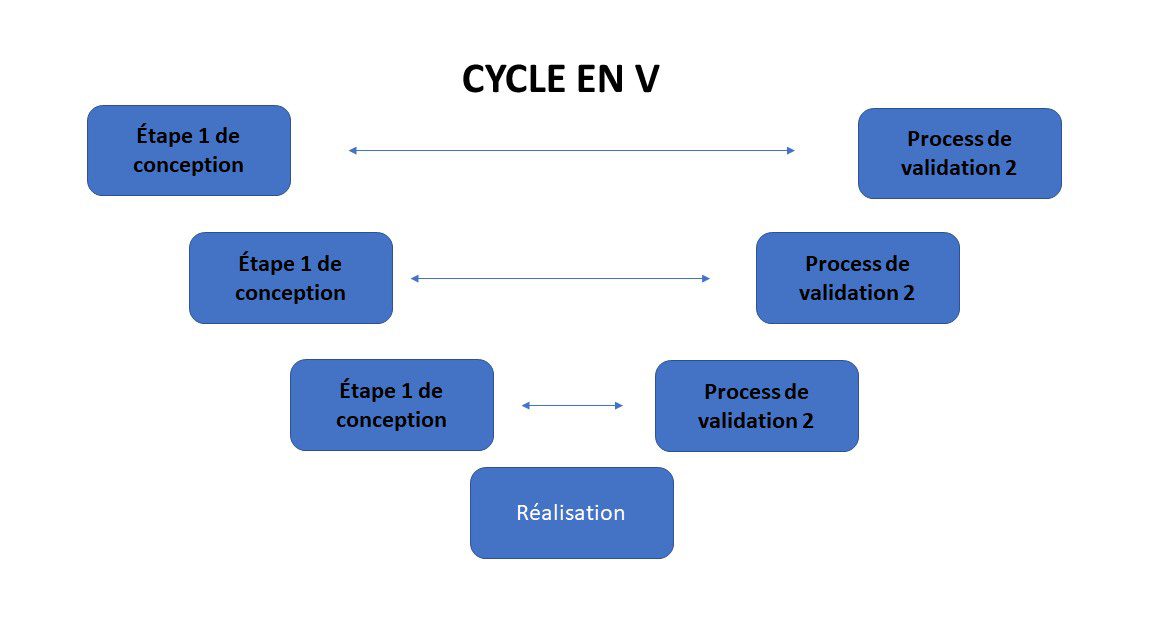 CYCLE EN V
Étape 1 de
conception
Process de
validation 2
Étape 1 de
conception
Process de
validation 2
Étape 1 de
conception
Process de
validation 2
Réalisation